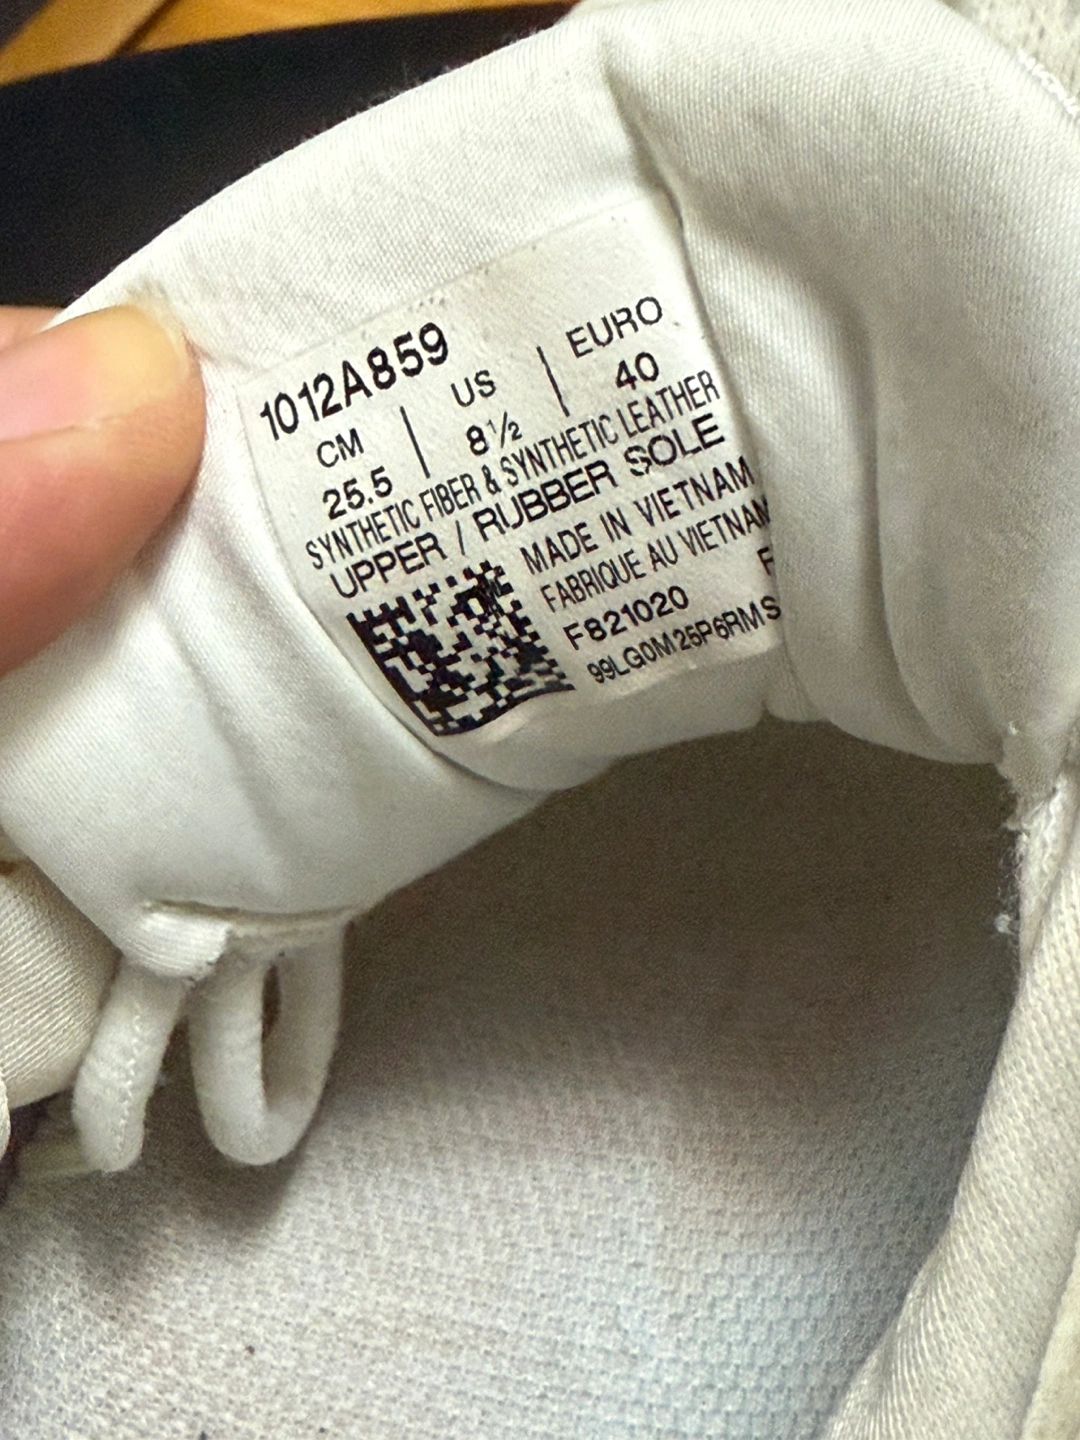 1012A859
CM | US | EURO
25.5 | 8½ | 40
SYNTHETIC FIBER & SYNTHETIC LEATHER
UPPER / RUBBER SOLE
MADE IN VIETNAM
FABRIQUE AU VIETNAM
F821020 F
99LG0M25P6RMS